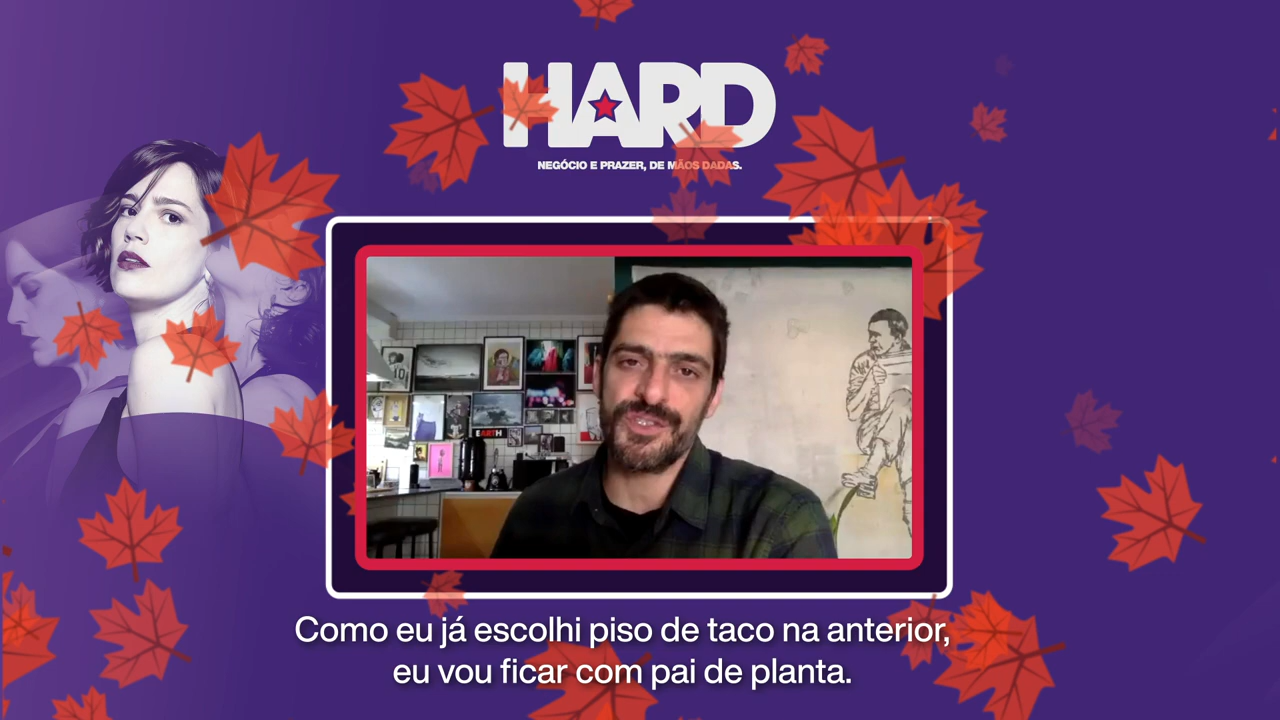 HARD
NEGÓCIO E PRAZER, DE MÃOS DADAS.
10
EARTH
Como eu já escolhi piso de taco na anterior,
eu vou ficar com pai de planta.